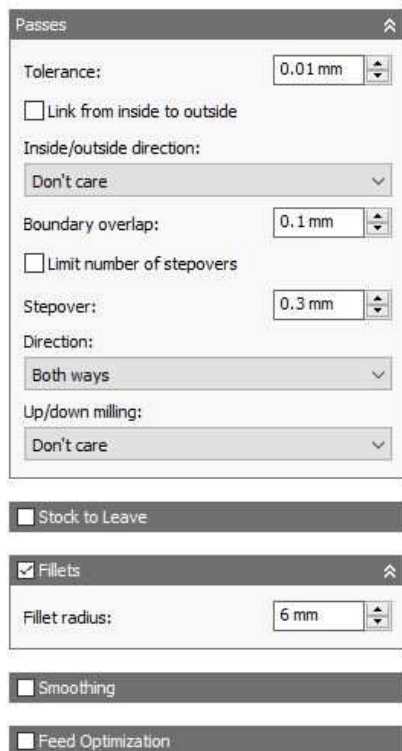 Passes
Tolerance: 0.01 mm
Link from inside to outside
Inside/outside direction:
Don't care
Boundary overlap: 0.1 mm
Limit number of stepovers
Stepover: 0.3 mm
Direction:
Both ways
Up/down milling:
Don't care
Stock to Leave
Fillets
Fillet radius: 6 mm
Smoothing
Feed Optimization